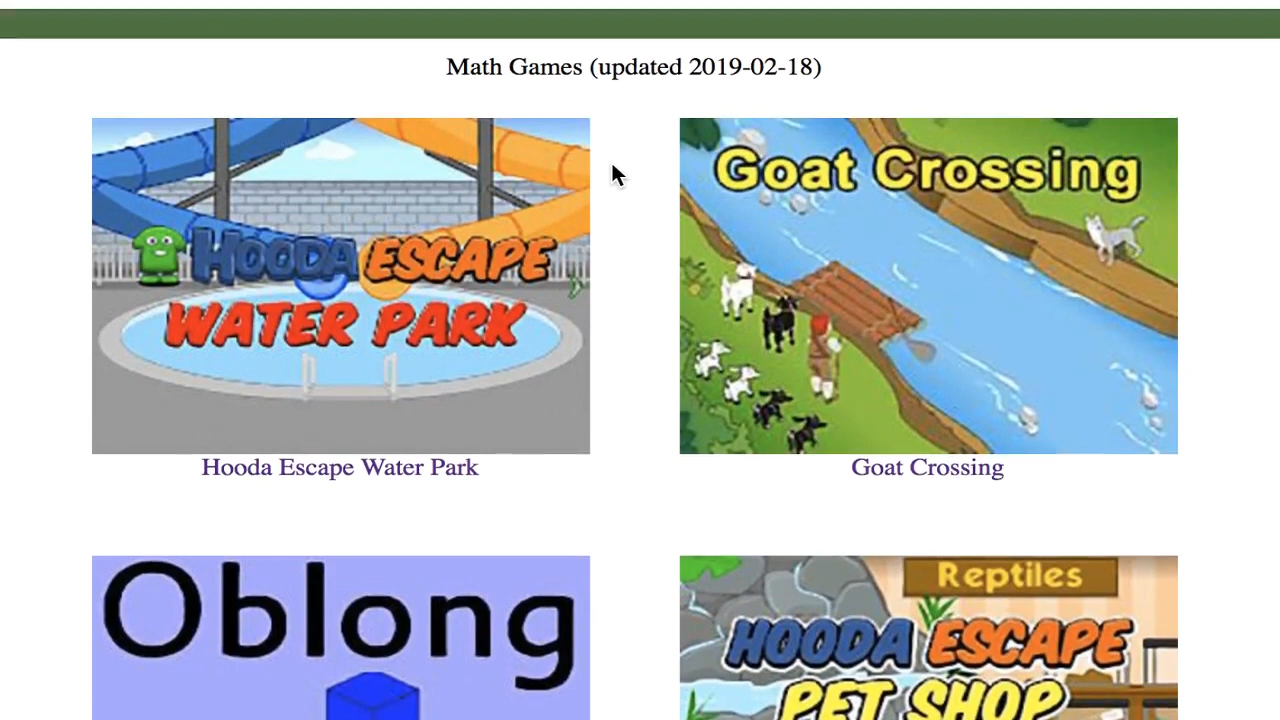 Math Games (updated 2019-02-18)
HOODA ESCAPE
WATER PARK
Hooda Escape Water Park
Goat Crossing
Goat Crossing
Oblong
Reptiles
HOODA ESCAPE
PET SHOP